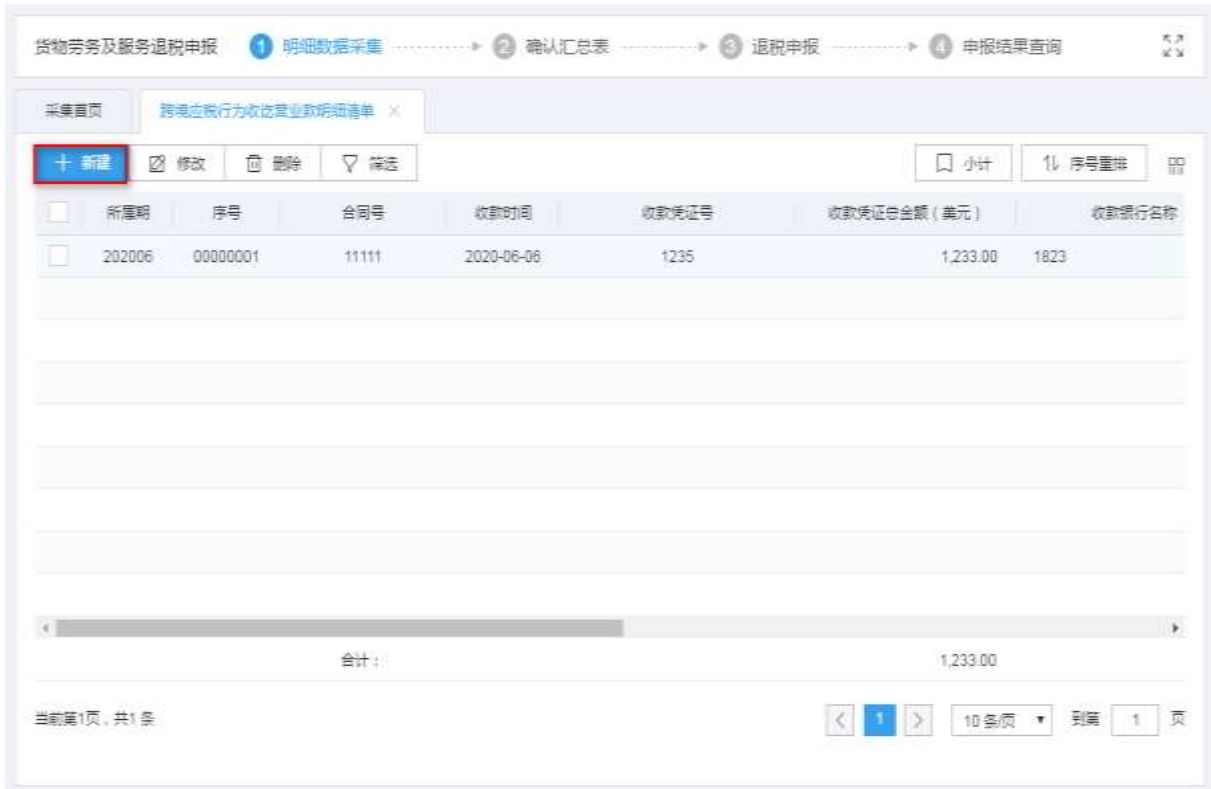 货物劳务及服务退税申报 1 明细数据采集 2 确认汇总表 3 退税申报 4 申报结果查询
采集首页 跨境应税行为收讫营业款明细清单
新建 修改 删除 筛选 小计 序号重排
所属期 序号 合同号 收款时间 收款凭证号 收款凭证总金额(美元) 收款银行名称
202006 00000001 11111 2020-06-06 1235 1,233.00 1823
合计: 1,233.00
当前第1页,共1条 1 10条/页 到第 1 页